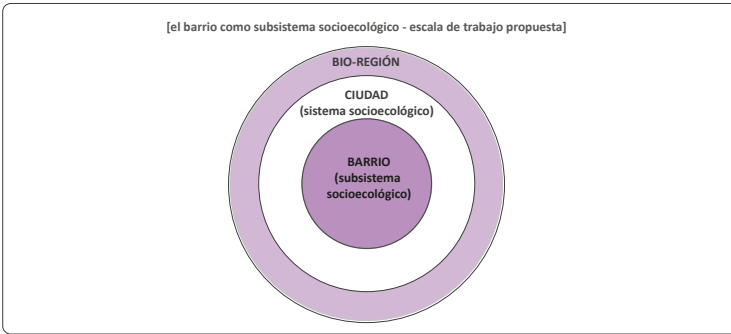 [el barrio como subsistema socioecológico - escala de trabajo propuesta]
BIO-REGIÓN
CIUDAD
(sistema socioecológico)
BARRIO
(subsistema
socioecológico)